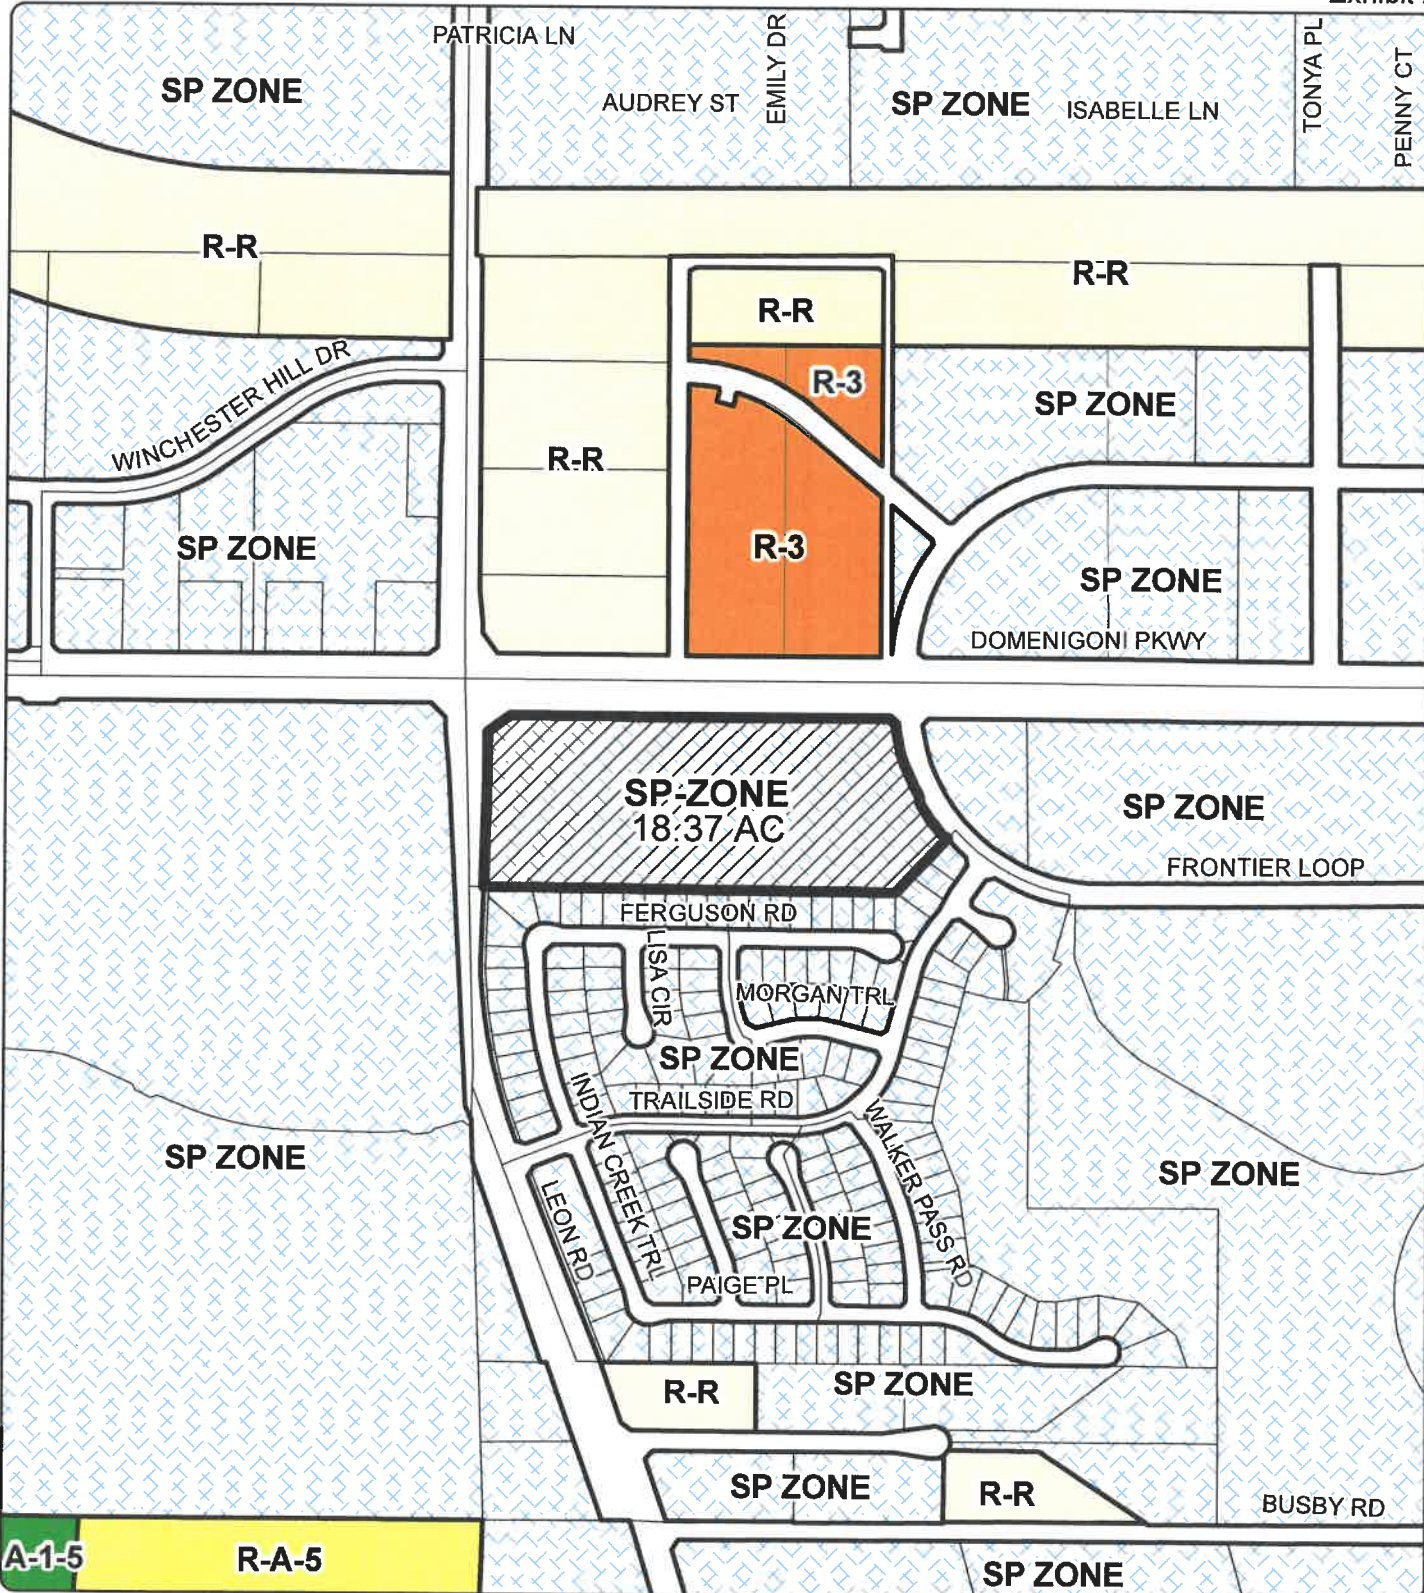 PATRICIA LN
SP ZONE
AUDREY ST
EMILY DR
SP ZONE
ISABELLE LN
TONYA PL
PENNY CT
R-R
R-R
R-R
R-3
WINCHESTER HILL DR
SP ZONE
R-R
SP ZONE
R-3
SP ZONE
DOMENIGONI PKWY
SP-ZONE
18.37 AC
SP ZONE
FRONTIER LOOP
FERGUSON RD
LISA CIR
MORGAN TRL
SP ZONE
TRAILSIDE RD
INDIAN CREEK TRL
WALKER PASS RD
SP ZONE
SP ZONE
LEON RD
SP ZONE
PAIGE PL
R-R
SP ZONE
SP ZONE
R-R
BUSBY RD
A-1-5
R-A-5
SP ZONE